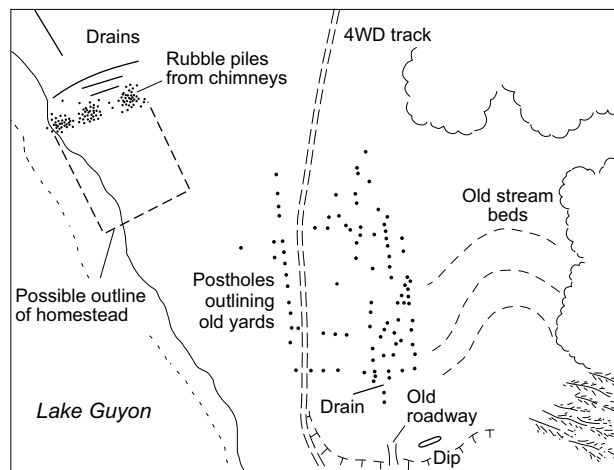 Drains
Rubble piles
from chimneys
4WD track
Old stream
beds
Possible outline
of homestead
Postholes
outlining
old yards
Lake Guyon
Drain
Old
roadway
Dip